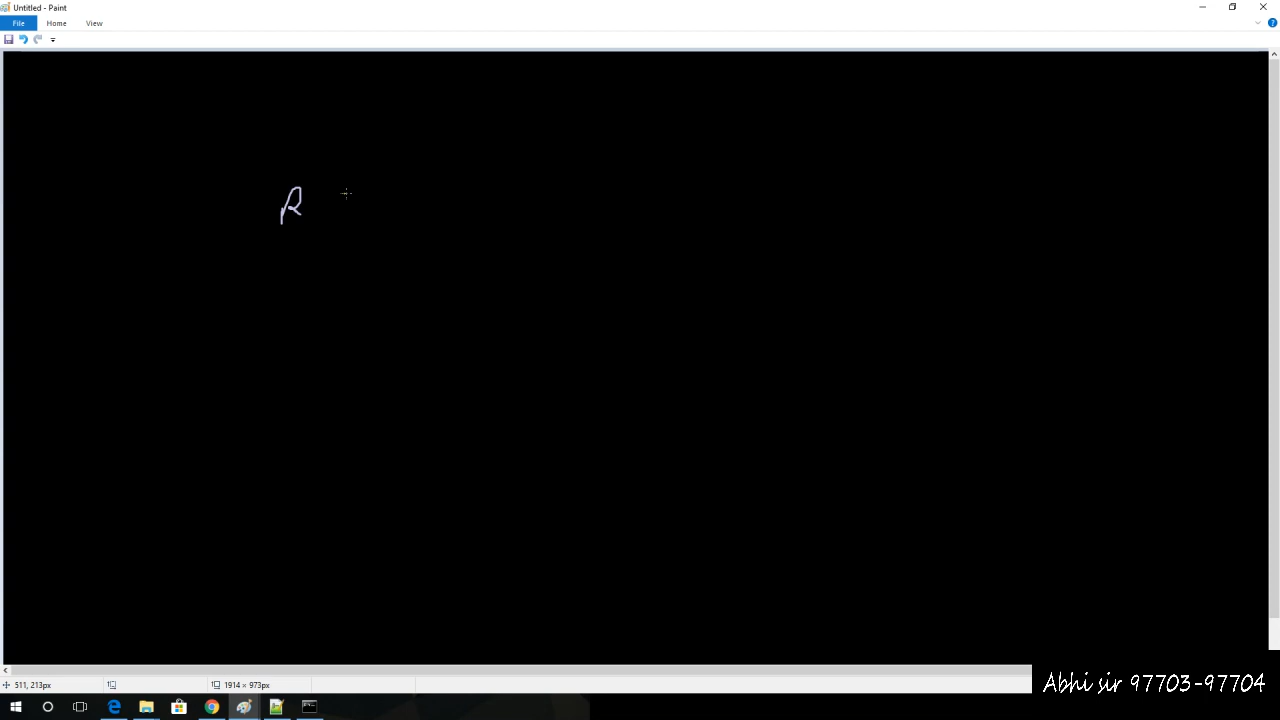 Untitled - Paint
File Home View
R
511, 213px
1914 × 973px
Abhi sir 97703-97704